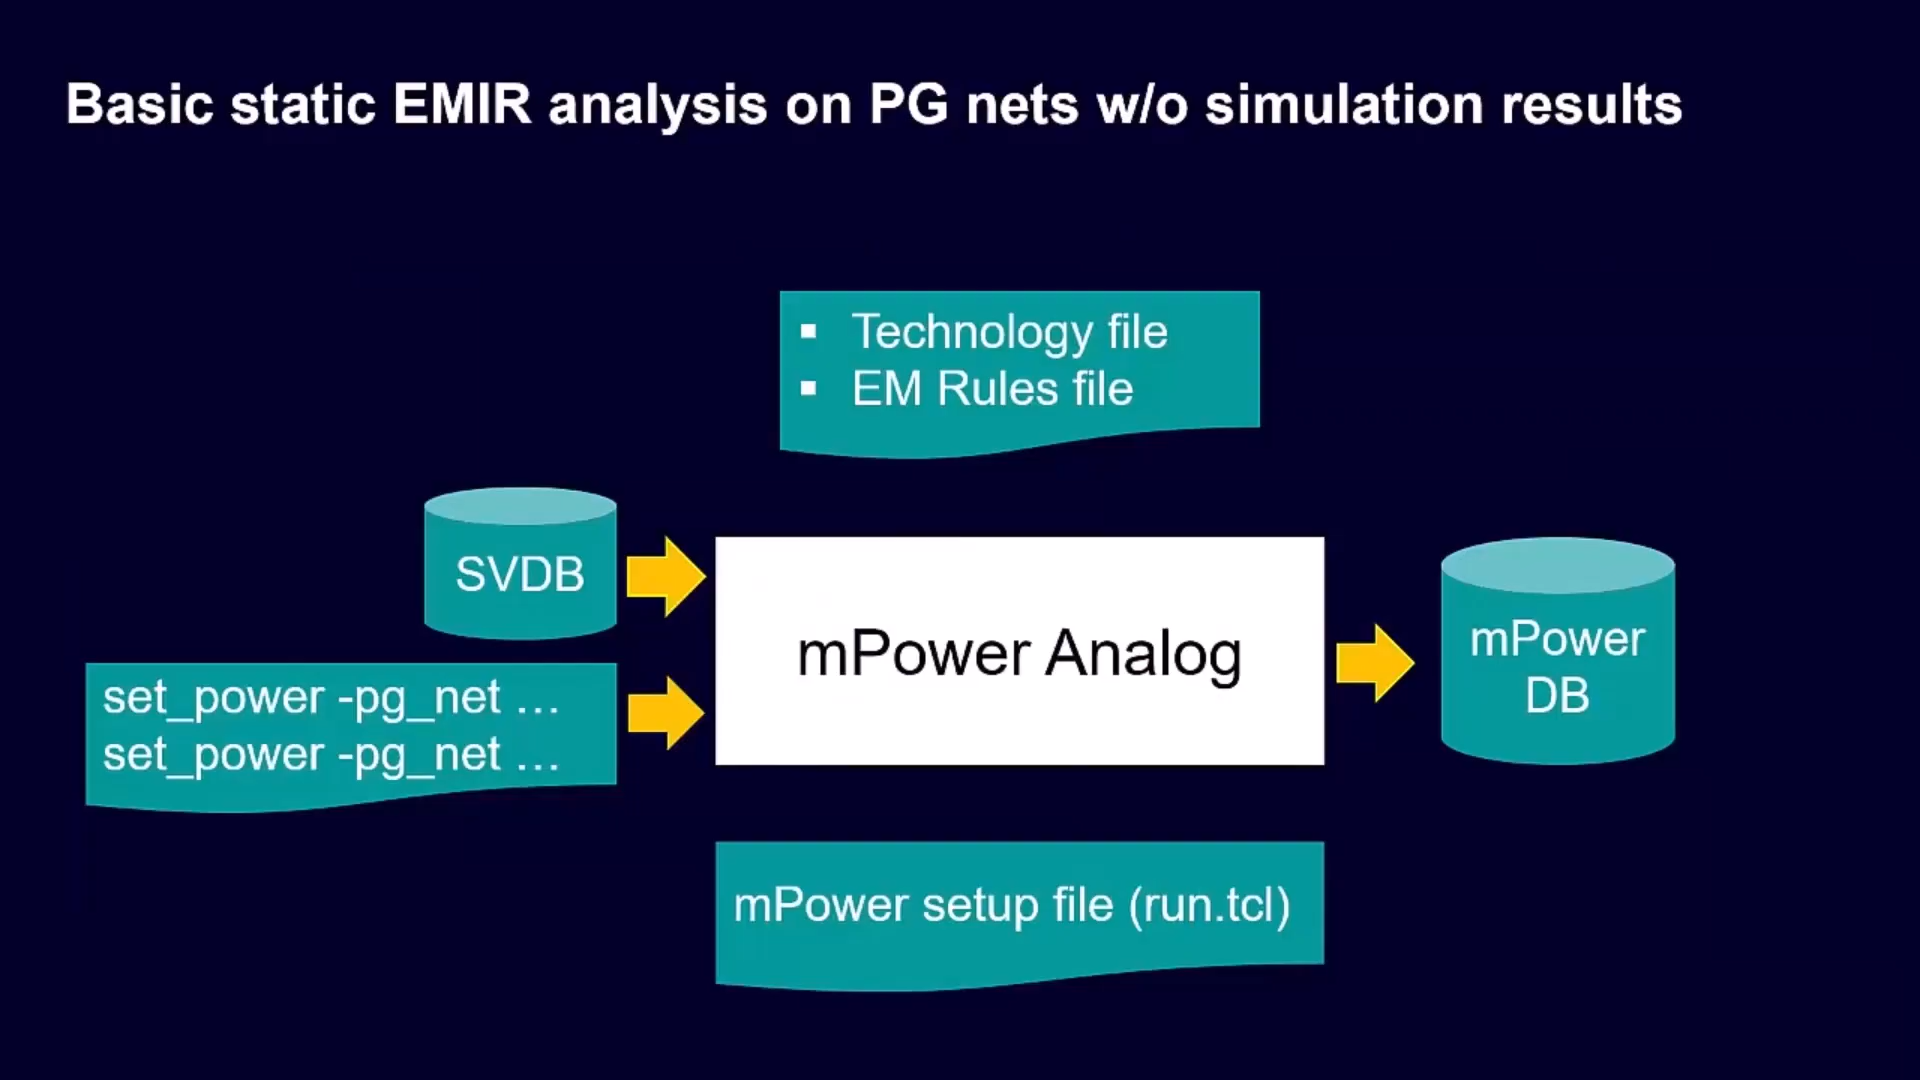 Basic static EMIR analysis on PG nets w/o simulation results
▪ Technology file
▪ EM Rules file
SVDB
set_power -pg_net …
set_power -pg_net …
mPower Analog
mPower
DB
mPower setup file (run.tcl)